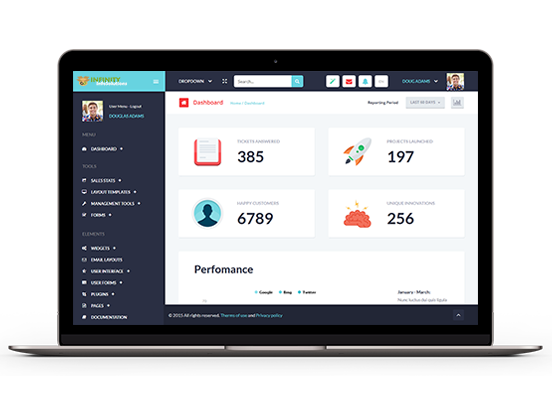 INFINITY
DROPDOWN
Search...
DOUG ADAMS
User Menu - Logout
DOUGLAS ADAMS
Dashboard
Home / Dashboard
Reporting Period
LAST 30 DAYS
MENU
DASHBOARD
TOOLS
SALES STATS
LAYOUT TEMPLATES
MANAGEMENT TOOLS
FORMS
ELEMENTS
WIDGETS
EMAIL LAYOUTS
USER INTERFACE
USER FORMS
PLUGINS
PAGES
DOCUMENTATION
TICKETS ANSWERED
385
PROJECTS LAUNCHED
197
HAPPY CUSTOMERS
6789
UNIQUE INNOVATIONS
256
Perfomance
Google Bing Twitter
January - March:
© 2015 All rights reserved. Therms of use and Privacy policy